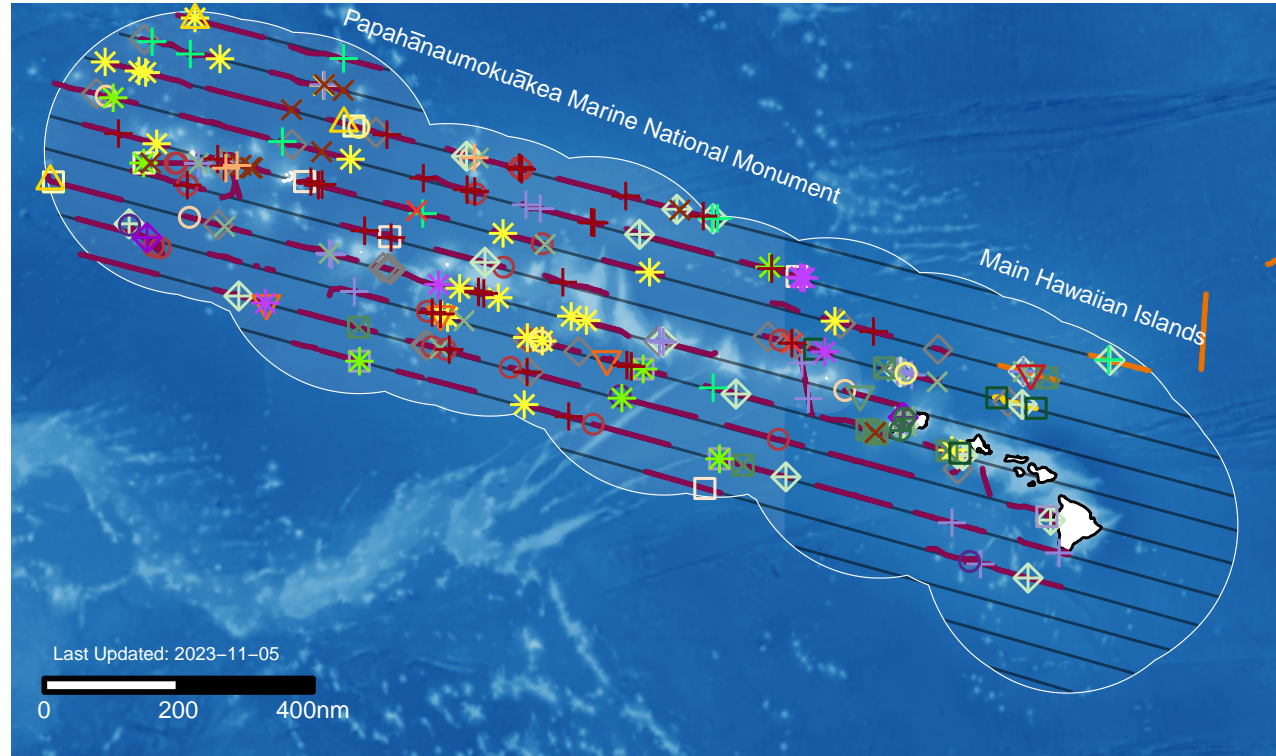 Papahānaumokuākea Marine National Monument
Main Hawaiian Islands
Last Updated: 2023−11−05
0 200 400nm